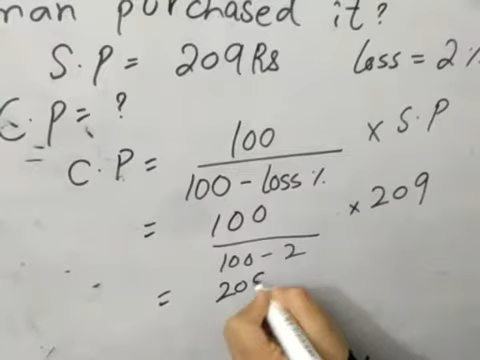 man purchased it?
S.P = 209 Rs loss = 2%
C.P = ?
C.P = 100 / 100 - loss% × S.P
= 100 / 100 - 2 × 209
= 20